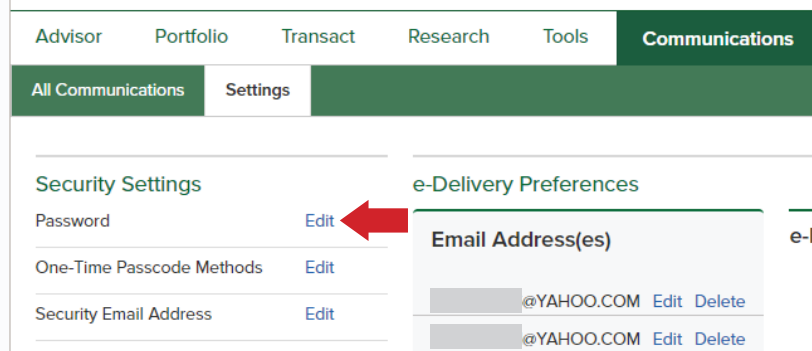 Advisor Portfolio Transact Research Tools Communications
All Communications Settings
Security Settings
Password Edit
One-Time Passcode Methods Edit
Security Email Address Edit
e-Delivery Preferences
Email Address(es)
@YAHOO.COM Edit Delete
@YAHOO.COM Edit Delete